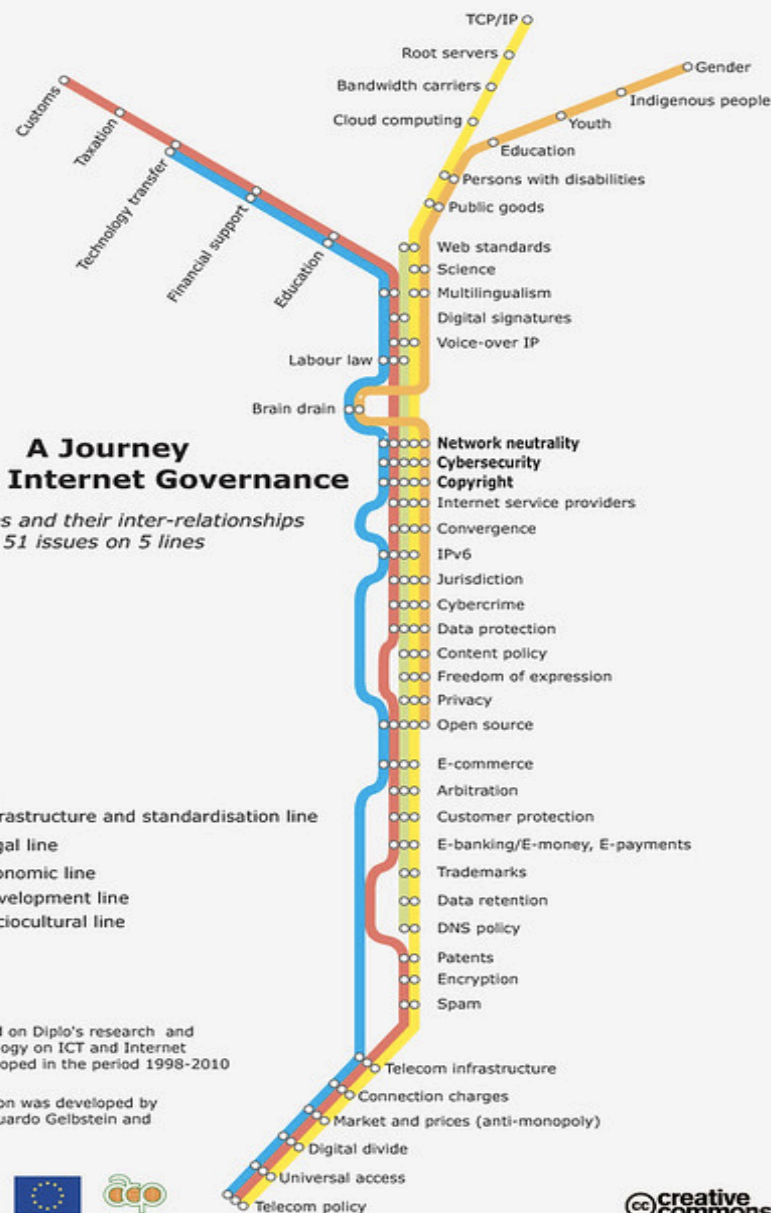 TCP/IP
Root servers
Bandwidth carriers
Cloud computing
Gender
Indigenous people
Youth
Education
Persons with disabilities
Public goods
Customs
Taxation
Technology transfer
Financial support
Education
Web standards
Science
Multilingualism
Digital signatures
Voice-over IP
Labour law
Brain drain
A Journey
Internet Governance
s and their inter-relationships
51 issues on 5 lines
Network neutrality
Cybersecurity
Copyright
Internet service providers
Convergence
IPv6
Jurisdiction
Cybercrime
Data protection
Content policy
Freedom of expression
Privacy
Open source
E-commerce
Arbitration
Customer protection
E-banking/E-money, E-payments
Trademarks
Data retention
DNS policy
Patents
Encryption
Spam
rastructure and standardisation line
gal line
onomic line
velopment line
ciocultural line
d on Diplo's research and
ogy on ICT and Internet
oped in the period 1998-2010
on was developed by
uardo Gelbstein and
Telecom infrastructure
Connection charges
Market and prices (anti-monopoly)
Digital divide
Universal access
Telecom policy
acp
cc creative
commons